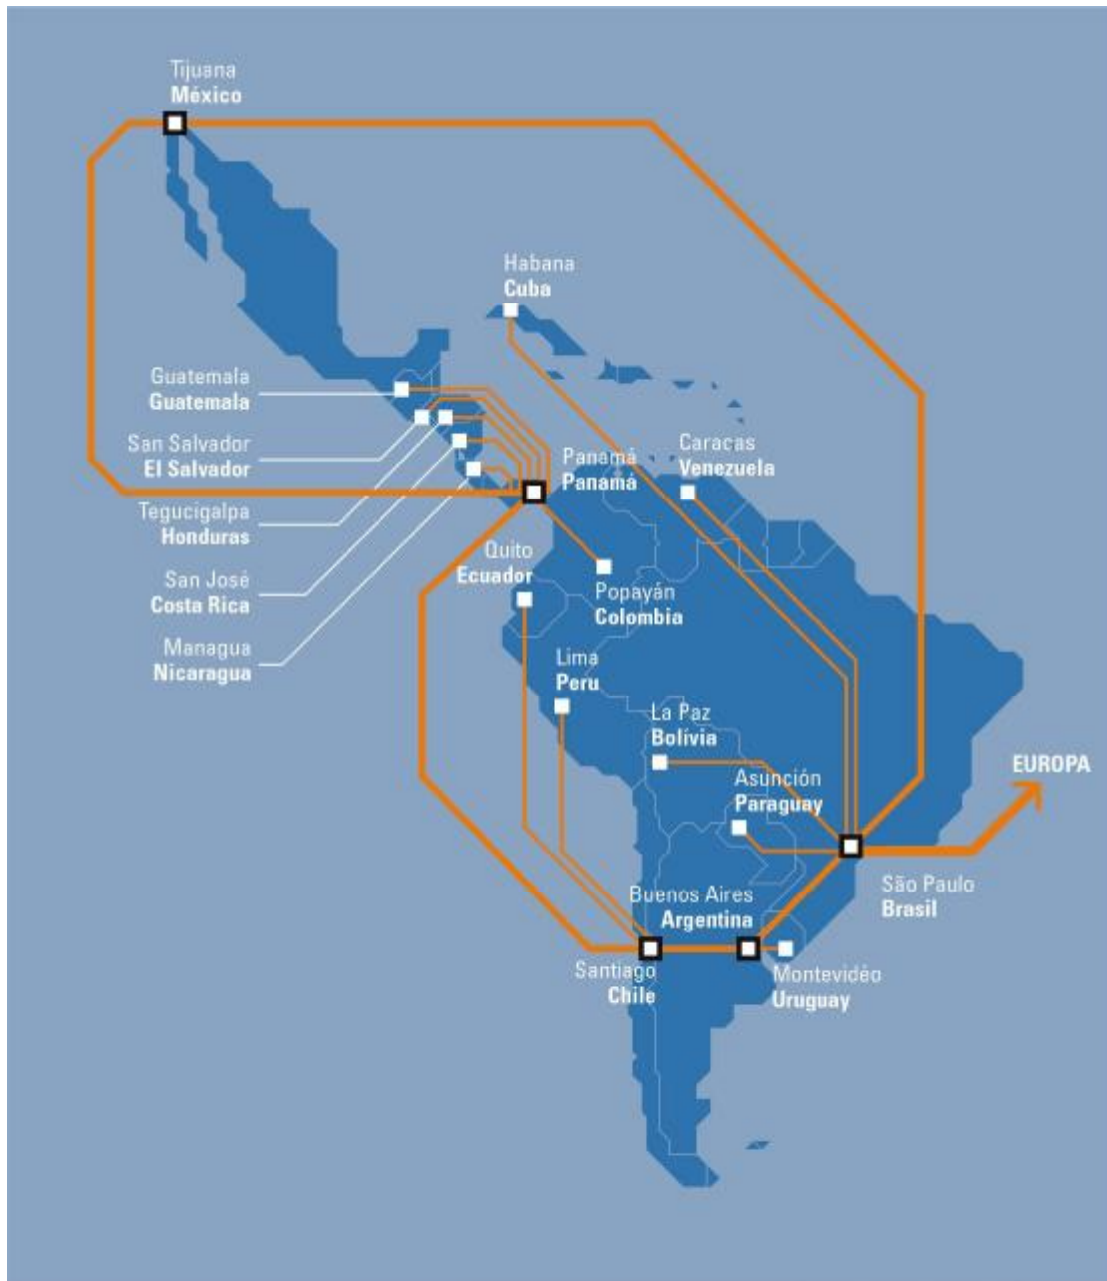 Tijuana
México
Habana
Cuba
Guatemala
Guatemala
San Salvador
El Salvador
Tegucigalpa
Honduras
San José
Costa Rica
Managua
Nicaragua
Panamá
Panamá
Caracas
Venezuela
Quito
Ecuador
Popayán
Colombia
Lima
Peru
La Paz
Bolívia
Asunción
Paraguay
EUROPA
São Paulo
Brasil
Buenos Aires
Argentina
Santiago
Chile
Montevidéo
Uruguay